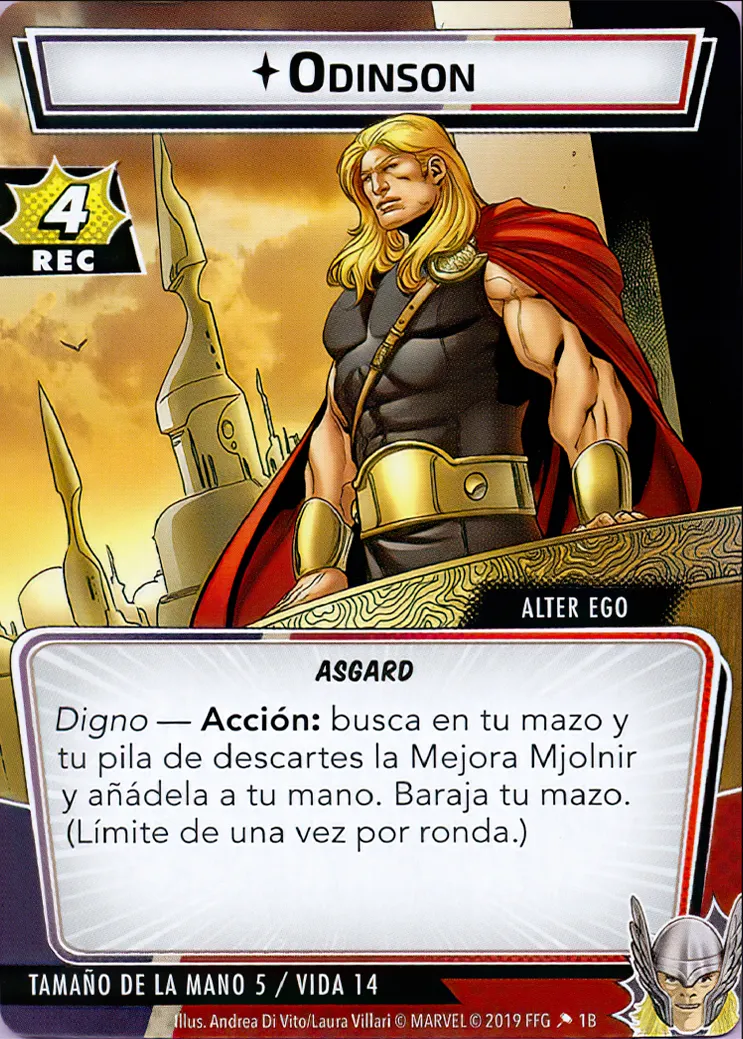 ODINSON
4
REC
ALTER EGO
ASGARD
Digno — Acción: busca en tu mazo y
tu pila de descartes la Mejora Mjolnir
y añádela a tu mano. Baraja tu mazo.
(Límite de una vez por ronda.)
TAMAÑO DE LA MANO 5 / VIDA 14
Illus. Andrea Di Vito/Laura Villari © MARVEL © 2019 FFG 1B